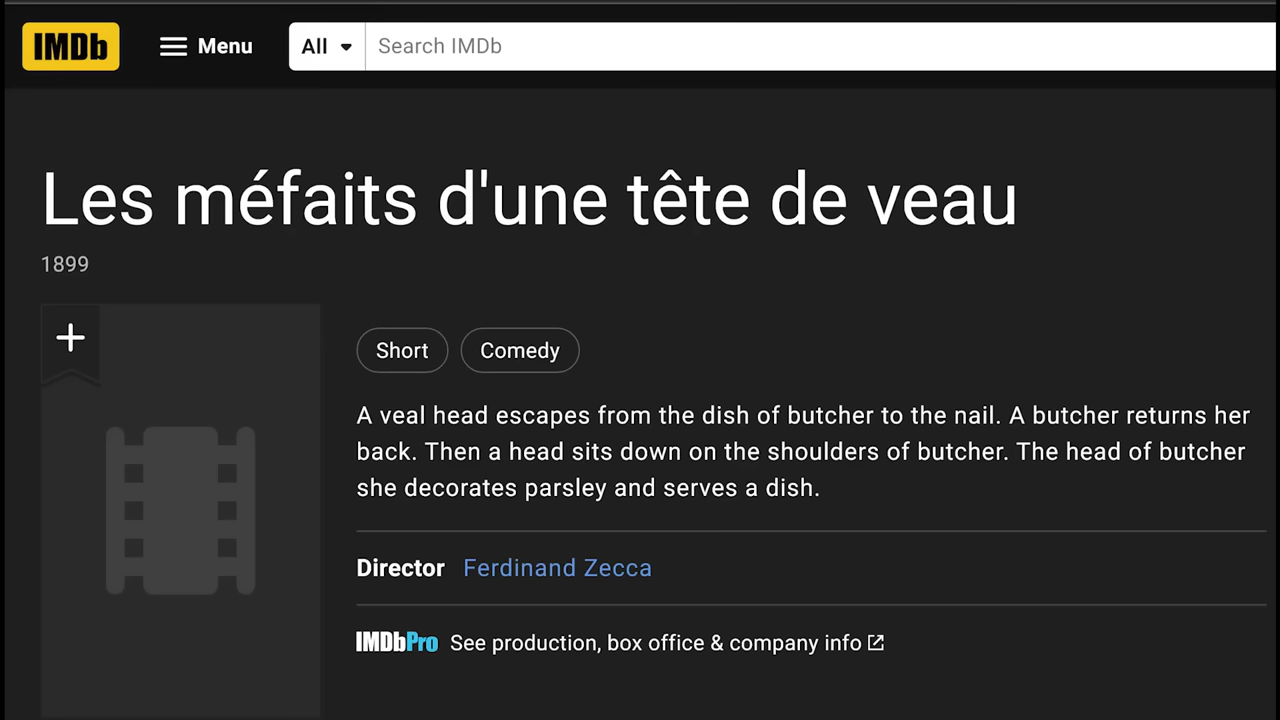 IMDb Menu All Search IMDb
Les méfaits d'une tête de veau
1899
Short Comedy
A veal head escapes from the dish of butcher to the nail. A butcher returns her
back. Then a head sits down on the shoulders of butcher. The head of butcher
she decorates parsley and serves a dish.
Director Ferdinand Zecca
IMDbPro See production, box office & company info